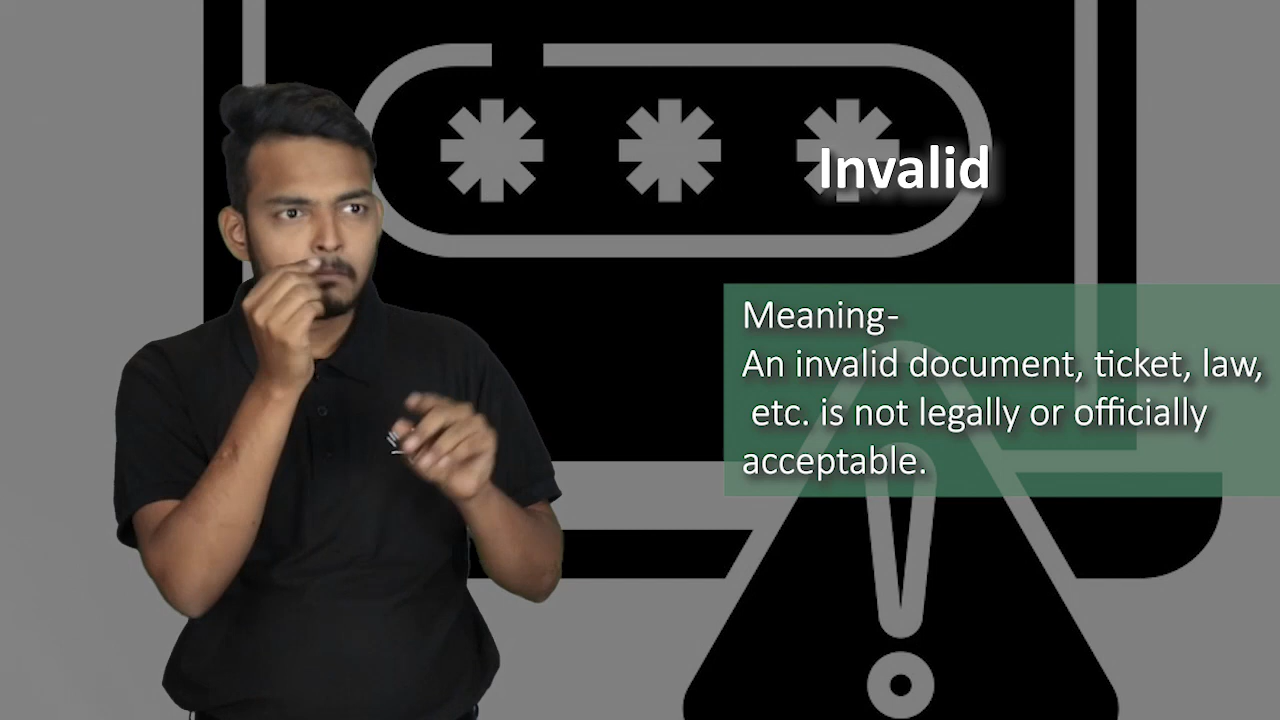 Invalid
Meaning-
An invalid document, ticket, law,
etc. is not legally or officially
acceptable.